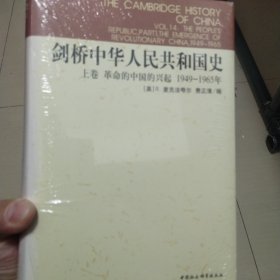 THE CAMBRIDGE HISTORY
OF CHINA
VOL.14: THE PEOPLE'S
REPUBLIC, PART I: THE EMERGENCE OF
REVOLUTIONARY CHINA, 1949-1965
剑桥中华人民共和国史
上卷 革命的中国的兴起 1949-1965年
[美] R. 麦克法夸尔 费正清/编
中国社会科学出版社